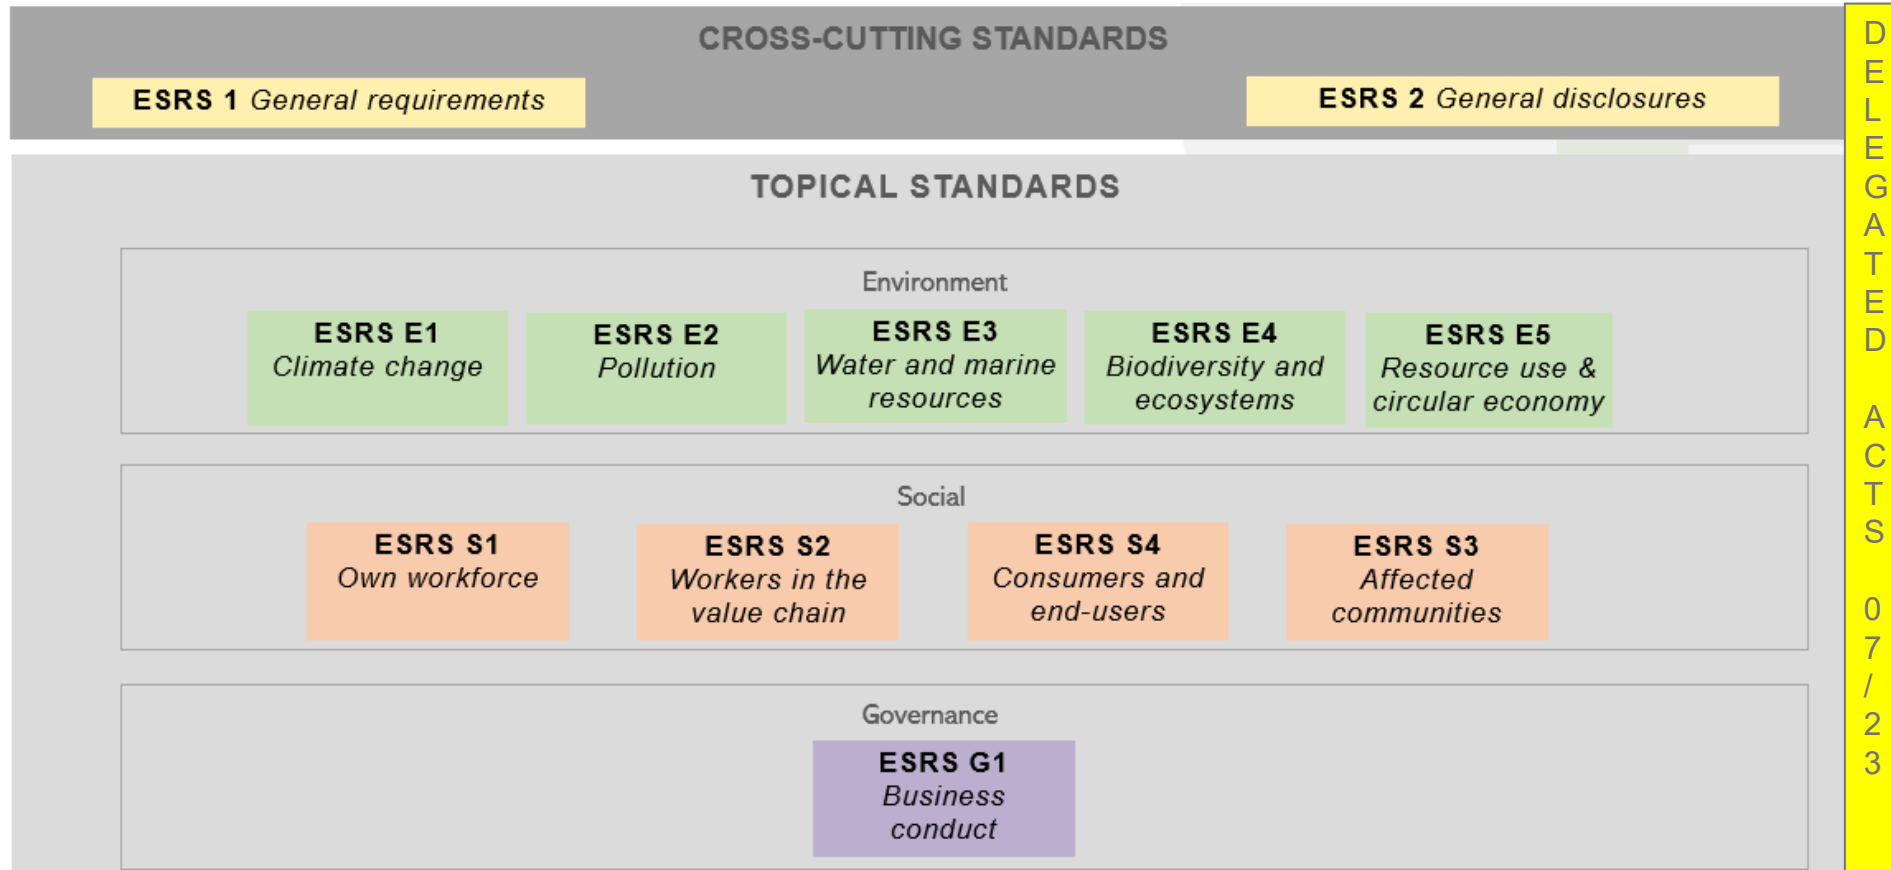 CROSS-CUTTING STANDARDS
ESRS 1 General requirements
ESRS 2 General disclosures
TOPICAL STANDARDS
Environment
ESRS E1
Climate change
ESRS E2
Pollution
ESRS E3
Water and marine
resources
ESRS E4
Biodiversity and
ecosystems
ESRS E5
Resource use &
circular economy
Social
ESRS S1
Own workforce
ESRS S2
Workers in the
value chain
ESRS S4
Consumers and
end-users
ESRS S3
Affected
communities
Governance
ESRS G1
Business
conduct
DELEGATED ACTS 07/23